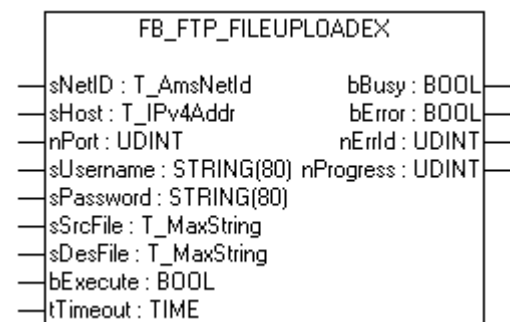 FB_FTP_FILEUPLOADEX
sNetID : T_AmsNetId bBusy : BOOL
sHost : T_IPv4Addr bError : BOOL
nPort : UDINT nErrId : UDINT
sUsername : STRING(80) nProgress : UDINT
sPassword : STRING(80)
sSrcFile : T_MaxString
sDesFile : T_MaxString
bExecute : BOOL
tTimeout : TIME